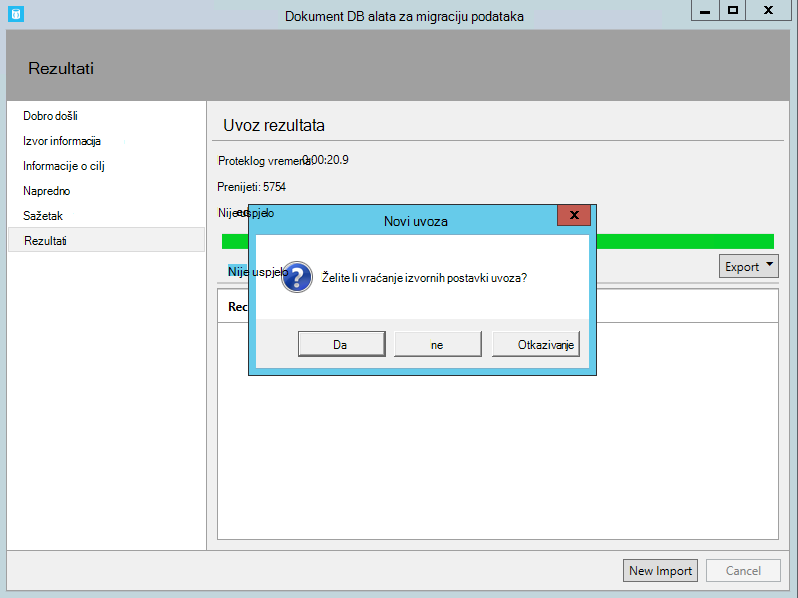 Dokument DB alata za migraciju podataka
Rezultati
Dobro došli
Izvor informacija
Informacije o cilj
Napredno
Sažetak
Rezultati
Uvoz rezultata
Proteklog vremena: 0:00:20.9
Prenijeti: 5754
Nije uspjelo
Nije uspjelo
Export
Rec
Novi uvoza
Želite li vraćanje izvornih postavki uvoza?
Da
ne
Otkazivanje
New Import
Cancel